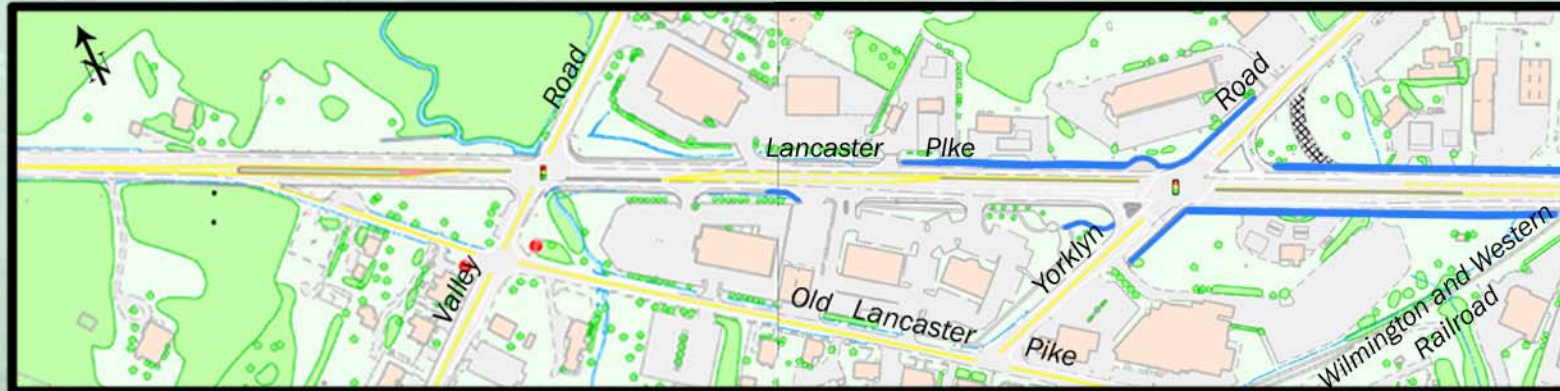 N
Road
Lancaster Pike
Road
Valley
Yorklyn
Old Lancaster Pike
Wilmington and Western
Railroad